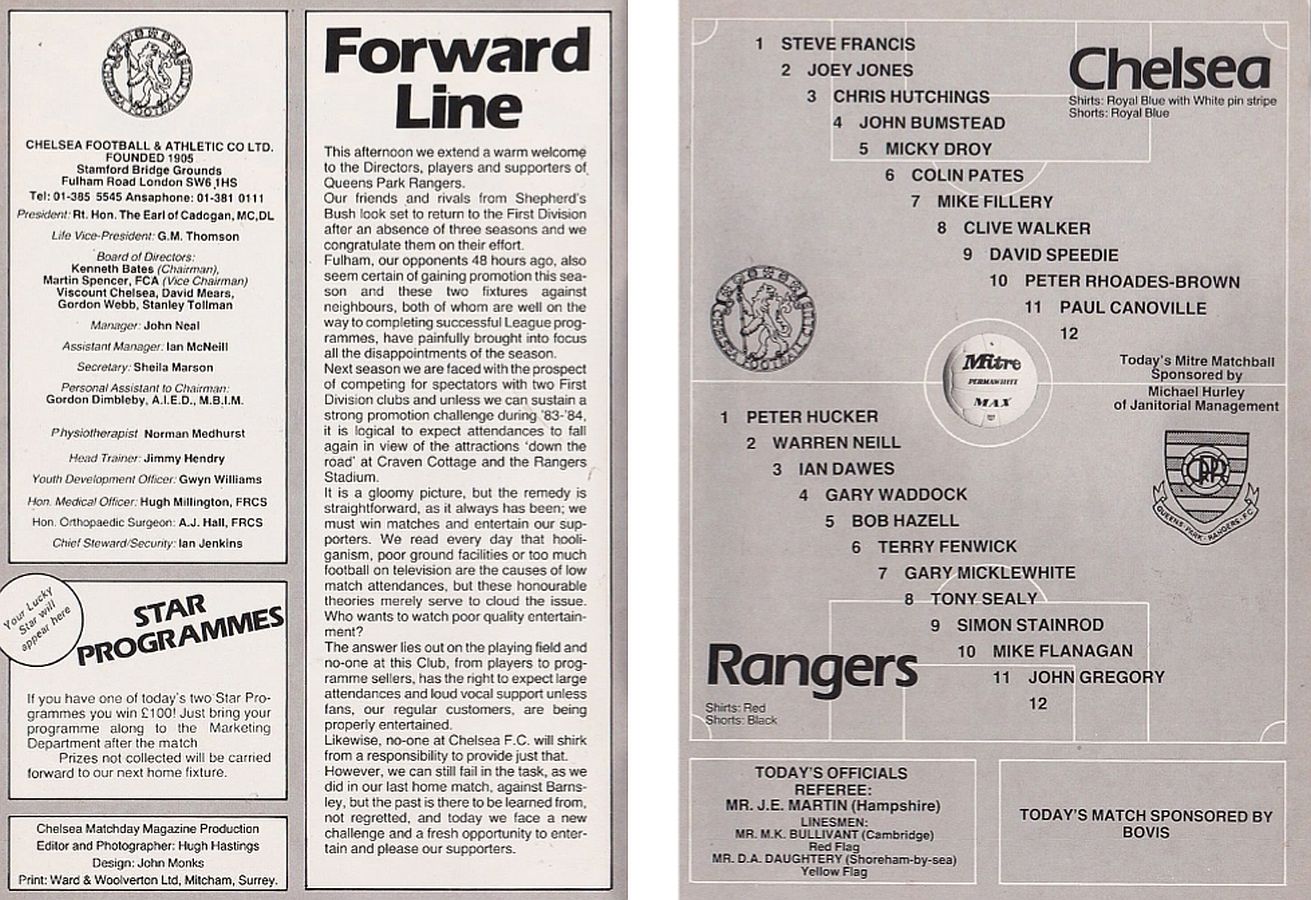 CHELSEA FOOTBALL CLUB
CHELSEA FOOTBALL & ATHLETIC CO LTD.
FOUNDED 1905
Stamford Bridge Grounds
Fulham Road London SW6 1HS
Tel: 01-385 5545 Ansaphone: 01-381 0111
President: Rt. Hon. The Earl of Cadogan, MC,DL
Life Vice-President: G.M. Thomson
Board of Directors:
Kenneth Bates (Chairman),
Martin Spencer, FCA (Vice Chairman)
Viscount Chelsea, David Mears,
Gordon Webb, Stanley Tollman
Manager: John Neal
Assistant Manager: Ian McNeill
Secretary: Sheila Marson
Personal Assistant to Chairman:
Gordon Dimbleby, A.I.E.D., M.B.I.M.
Physiotherapist Norman Medhurst
Head Trainer: Jimmy Hendry
Youth Development Officer: Gwyn Williams
Hon. Medical Officer: Hugh Millington, FRCS
Hon. Orthopaedic Surgeon: A.J. Hall, FRCS
Chief Steward/Security: Ian Jenkins
Your Lucky
Star will
appear here
STAR
PROGRAMMES
If you have one of today's two Star Pro-
grammes you win £100! Just bring your
programme along to the Marketing
Department after the match
Prizes not collected will be carried
forward to our next home fixture.
Chelsea Matchday Magazine Production
Editor and Photographer: Hugh Hastings
Design: John Monks
Print: Ward & Woolverton Ltd, Mitcham, Surrey.
Forward
Line
This afternoon we extend a warm welcome
to the Directors, players and supporters of
Queens Park Rangers.
Our friends and rivals from Shepherd's
Bush look set to return to the First Division
after an absence of three seasons and we
congratulate them on their effort.
Fulham, our opponents 48 hours ago, also
seem certain of gaining promotion this sea-
son and these two fixtures against
neighbours, both of whom are well on the
way to completing successful League prog-
rammes, have painfully brought into focus
all the disappointments of the season.
Next season we are faced with the prospect
of competing for spectators with two First
Division clubs and unless we can sustain a
strong promotion challenge during '83-'84,
it is logical to expect attendances to fall
again in view of the attractions 'down the
road' at Craven Cottage and the Rangers
Stadium.
It is a gloomy picture, but the remedy is
straightforward, as it always has been; we
must win matches and entertain our sup-
porters. We read every day that hooli-
ganism, poor ground facilities or too much
football on television are the causes of low
match attendances, but these honourable
theories merely serve to cloud the issue.
Who wants to watch poor quality entertain-
ment?
The answer lies out on the playing field and
no-one at this Club, from players to prog-
ramme sellers, has the right to expect large
attendances and loud vocal support unless
fans, our regular customers, are being
properly entertained.
Likewise, no-one at Chelsea F.C. will shirk
from a responsibility to provide just that.
However, we can still fail in the task, as we
did in our last home match, against Barns-
ley, but the past is there to be learned from,
not regretted, and today we face a new
challenge and a fresh opportunity to enter-
tain and please our supporters.
Chelsea
Shirts: Royal Blue with White pin stripe
Shorts: Royal Blue
1 STEVE FRANCIS
2 JOEY JONES
3 CHRIS HUTCHINGS
4 JOHN BUMSTEAD
5 MICKY DROY
6 COLIN PATES
7 MIKE FILLERY
8 CLIVE WALKER
9 DAVID SPEEDIE
10 PETER RHOADES-BROWN
11 PAUL CANOVILLE
12
CHELSEA FOOTBALL CLUB
Mitre
PERMAWHITE
MAX
Today's Mitre Matchball
Sponsored by
Michael Hurley
of Janitorial Management
1 PETER HUCKER
2 WARREN NEILL
3 IAN DAWES
4 GARY WADDOCK
5 BOB HAZELL
6 TERRY FENWICK
7 GARY MICKLEWHITE
8 TONY SEALY
9 SIMON STAINROD
10 MIKE FLANAGAN
11 JOHN GREGORY
12
QPR
QUEENS · PARK · RANGERS · F.C.
Rangers
Shirts: Red
Shorts: Black
TODAY'S OFFICIALS
REFEREE:
MR. J.E. MARTIN (Hampshire)
LINESMEN:
MR. M.K. BULLIVANT (Cambridge)
Red Flag
MR. D.A. DAUGHTERY (Shoreham-by-sea)
Yellow Flag
TODAY'S MATCH SPONSORED BY
BOVIS